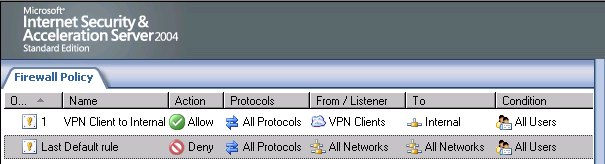 Microsoft®
Internet Security &
Acceleration Server 2004
Standard Edition
Firewall Policy
O... Name Action Protocols From / Listener To Condition
1 VPN Client to Internal Allow All Protocols VPN Clients Internal All Users
Last Default rule Deny All Protocols All Networks All Networks All Users